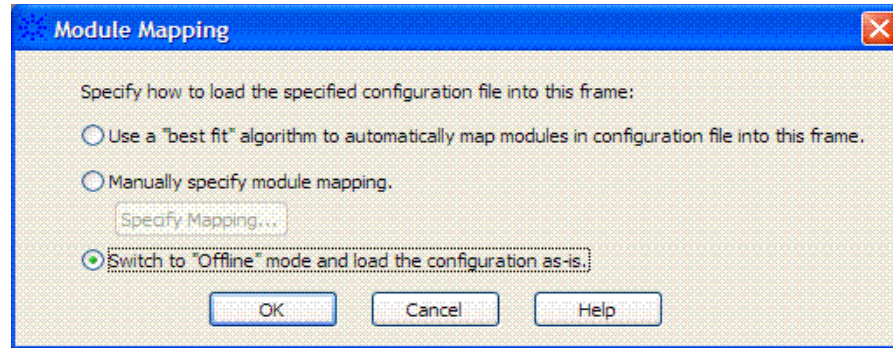 Module Mapping
Specify how to load the specified configuration file into this frame:
Use a "best fit" algorithm to automatically map modules in configuration file into this frame.
Manually specify module mapping.
Specify Mapping...
Switch to "Offline" mode and load the configuration as-is.
OK Cancel Help